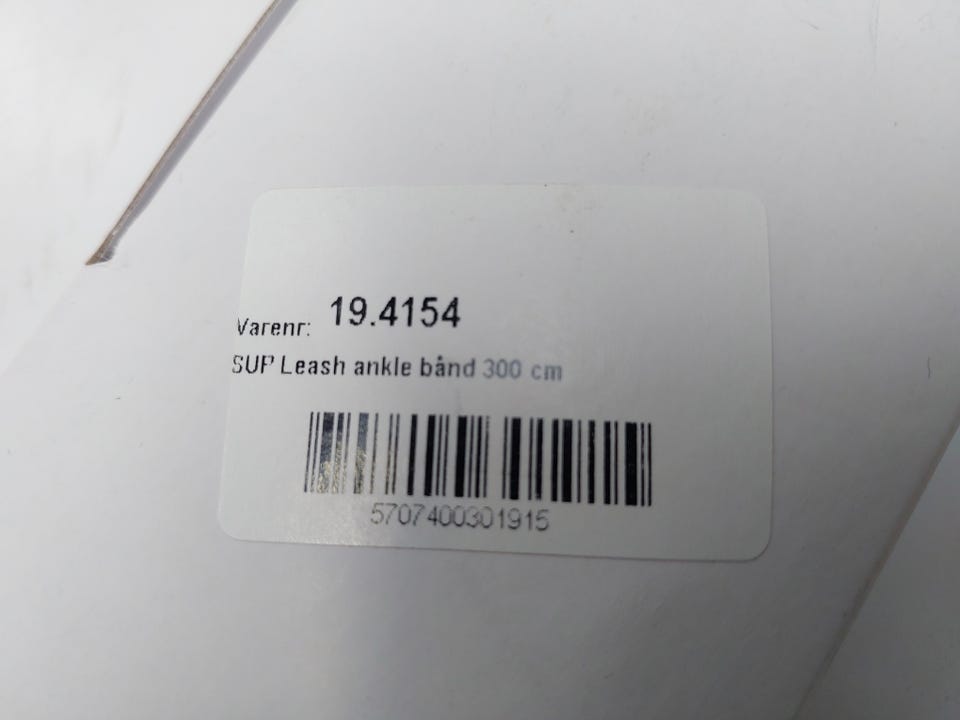 Varenr: 19.4154
SUP Leash ankle bånd 300 cm
5707400301915